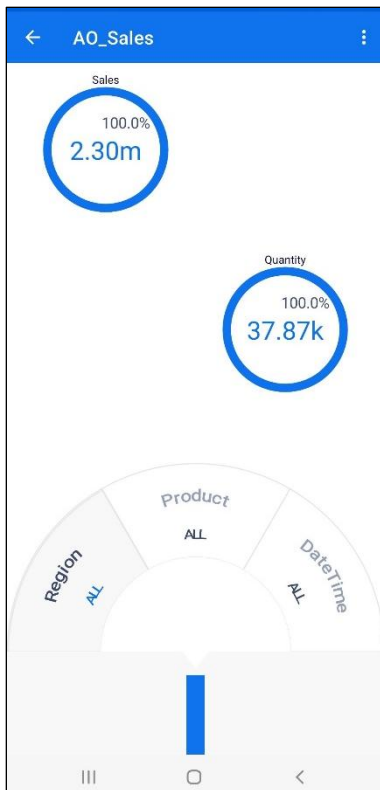 AO_Sales
Sales
100.0%
2.30m
Quantity
100.0%
37.87k
Product
ALL
Region
ALL
DateTime
ALL